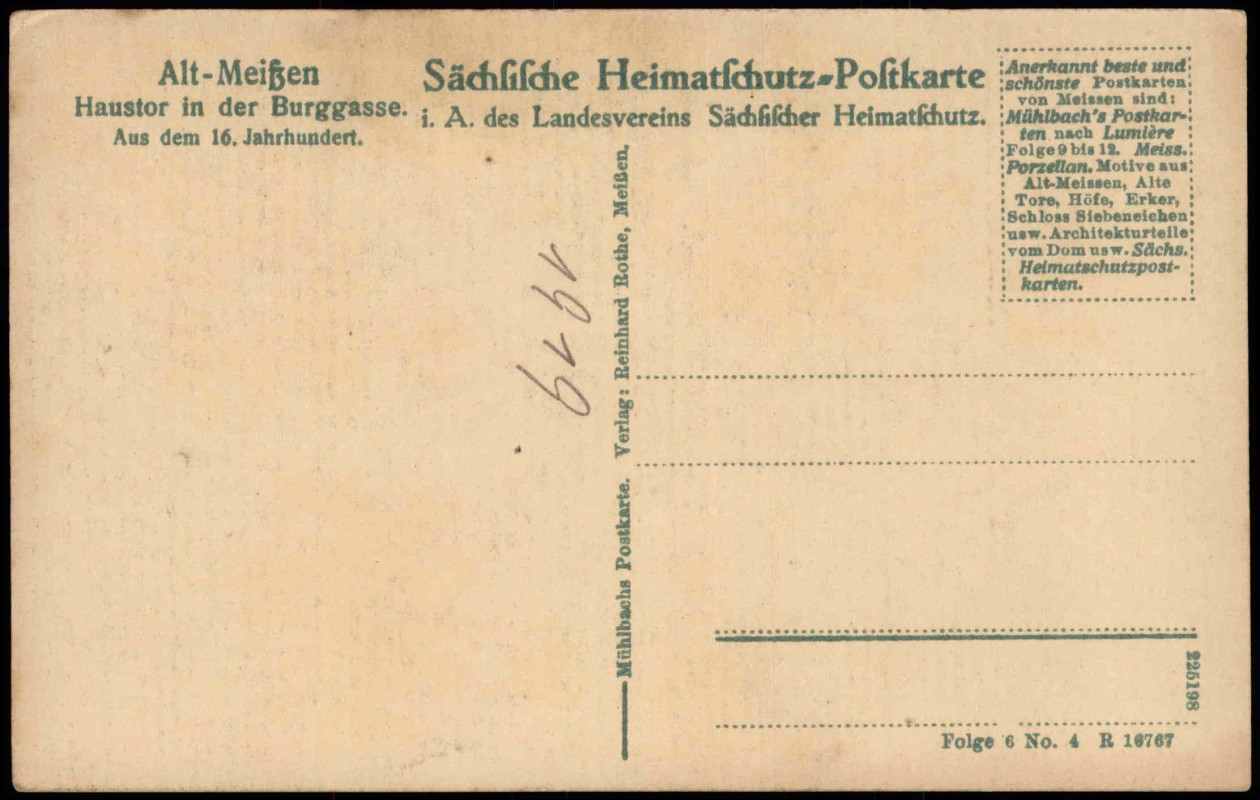 Alt-Meißen
Haustor in der Burggasse.
Aus dem 16. Jahrhundert.
Sächſiſche Heimatſchutz-Poſtkarte
i. A. des Landesvereins Sächſiſcher Heimatſchutz.
Anerkannt beste und
schönste Postkarten
von Meissen sind:
Mühlbach's Postkar-
ten nach Lumière
Folge 9 bis 12. Meiss.
Porzellan. Motive aus
Alt-Meissen, Alte
Tore, Höfe, Erker,
Schloss Siebeneichen
usw. Architekturteile
vom Dom usw. Sächs.
Heimatschutzpost-
karten.
1919
Mühlbachs Postkarte. Verlag: Reinhard Rothe, Meißen.
225198
Folge 6 No. 4 R 16767